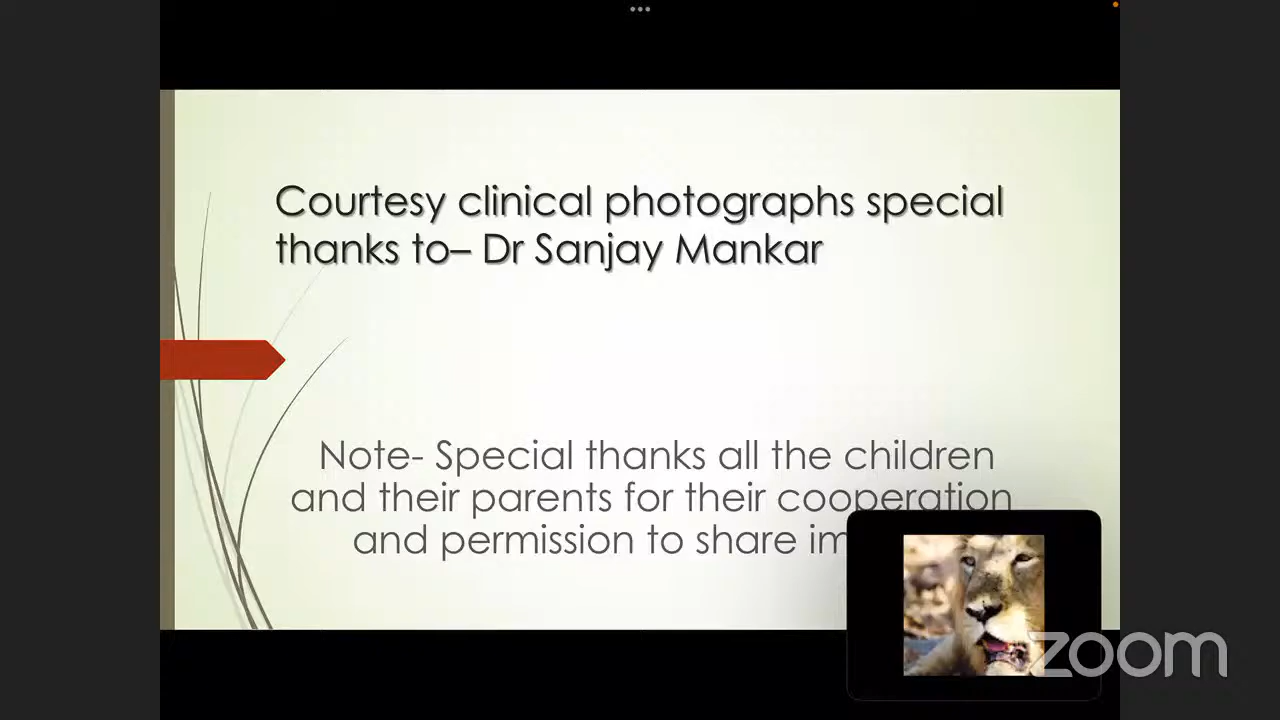 Courtesy clinical photographs special
thanks to– Dr Sanjay Mankar
Note- Special thanks all the children
and their parents for their cooperation
and permission to share
zoom